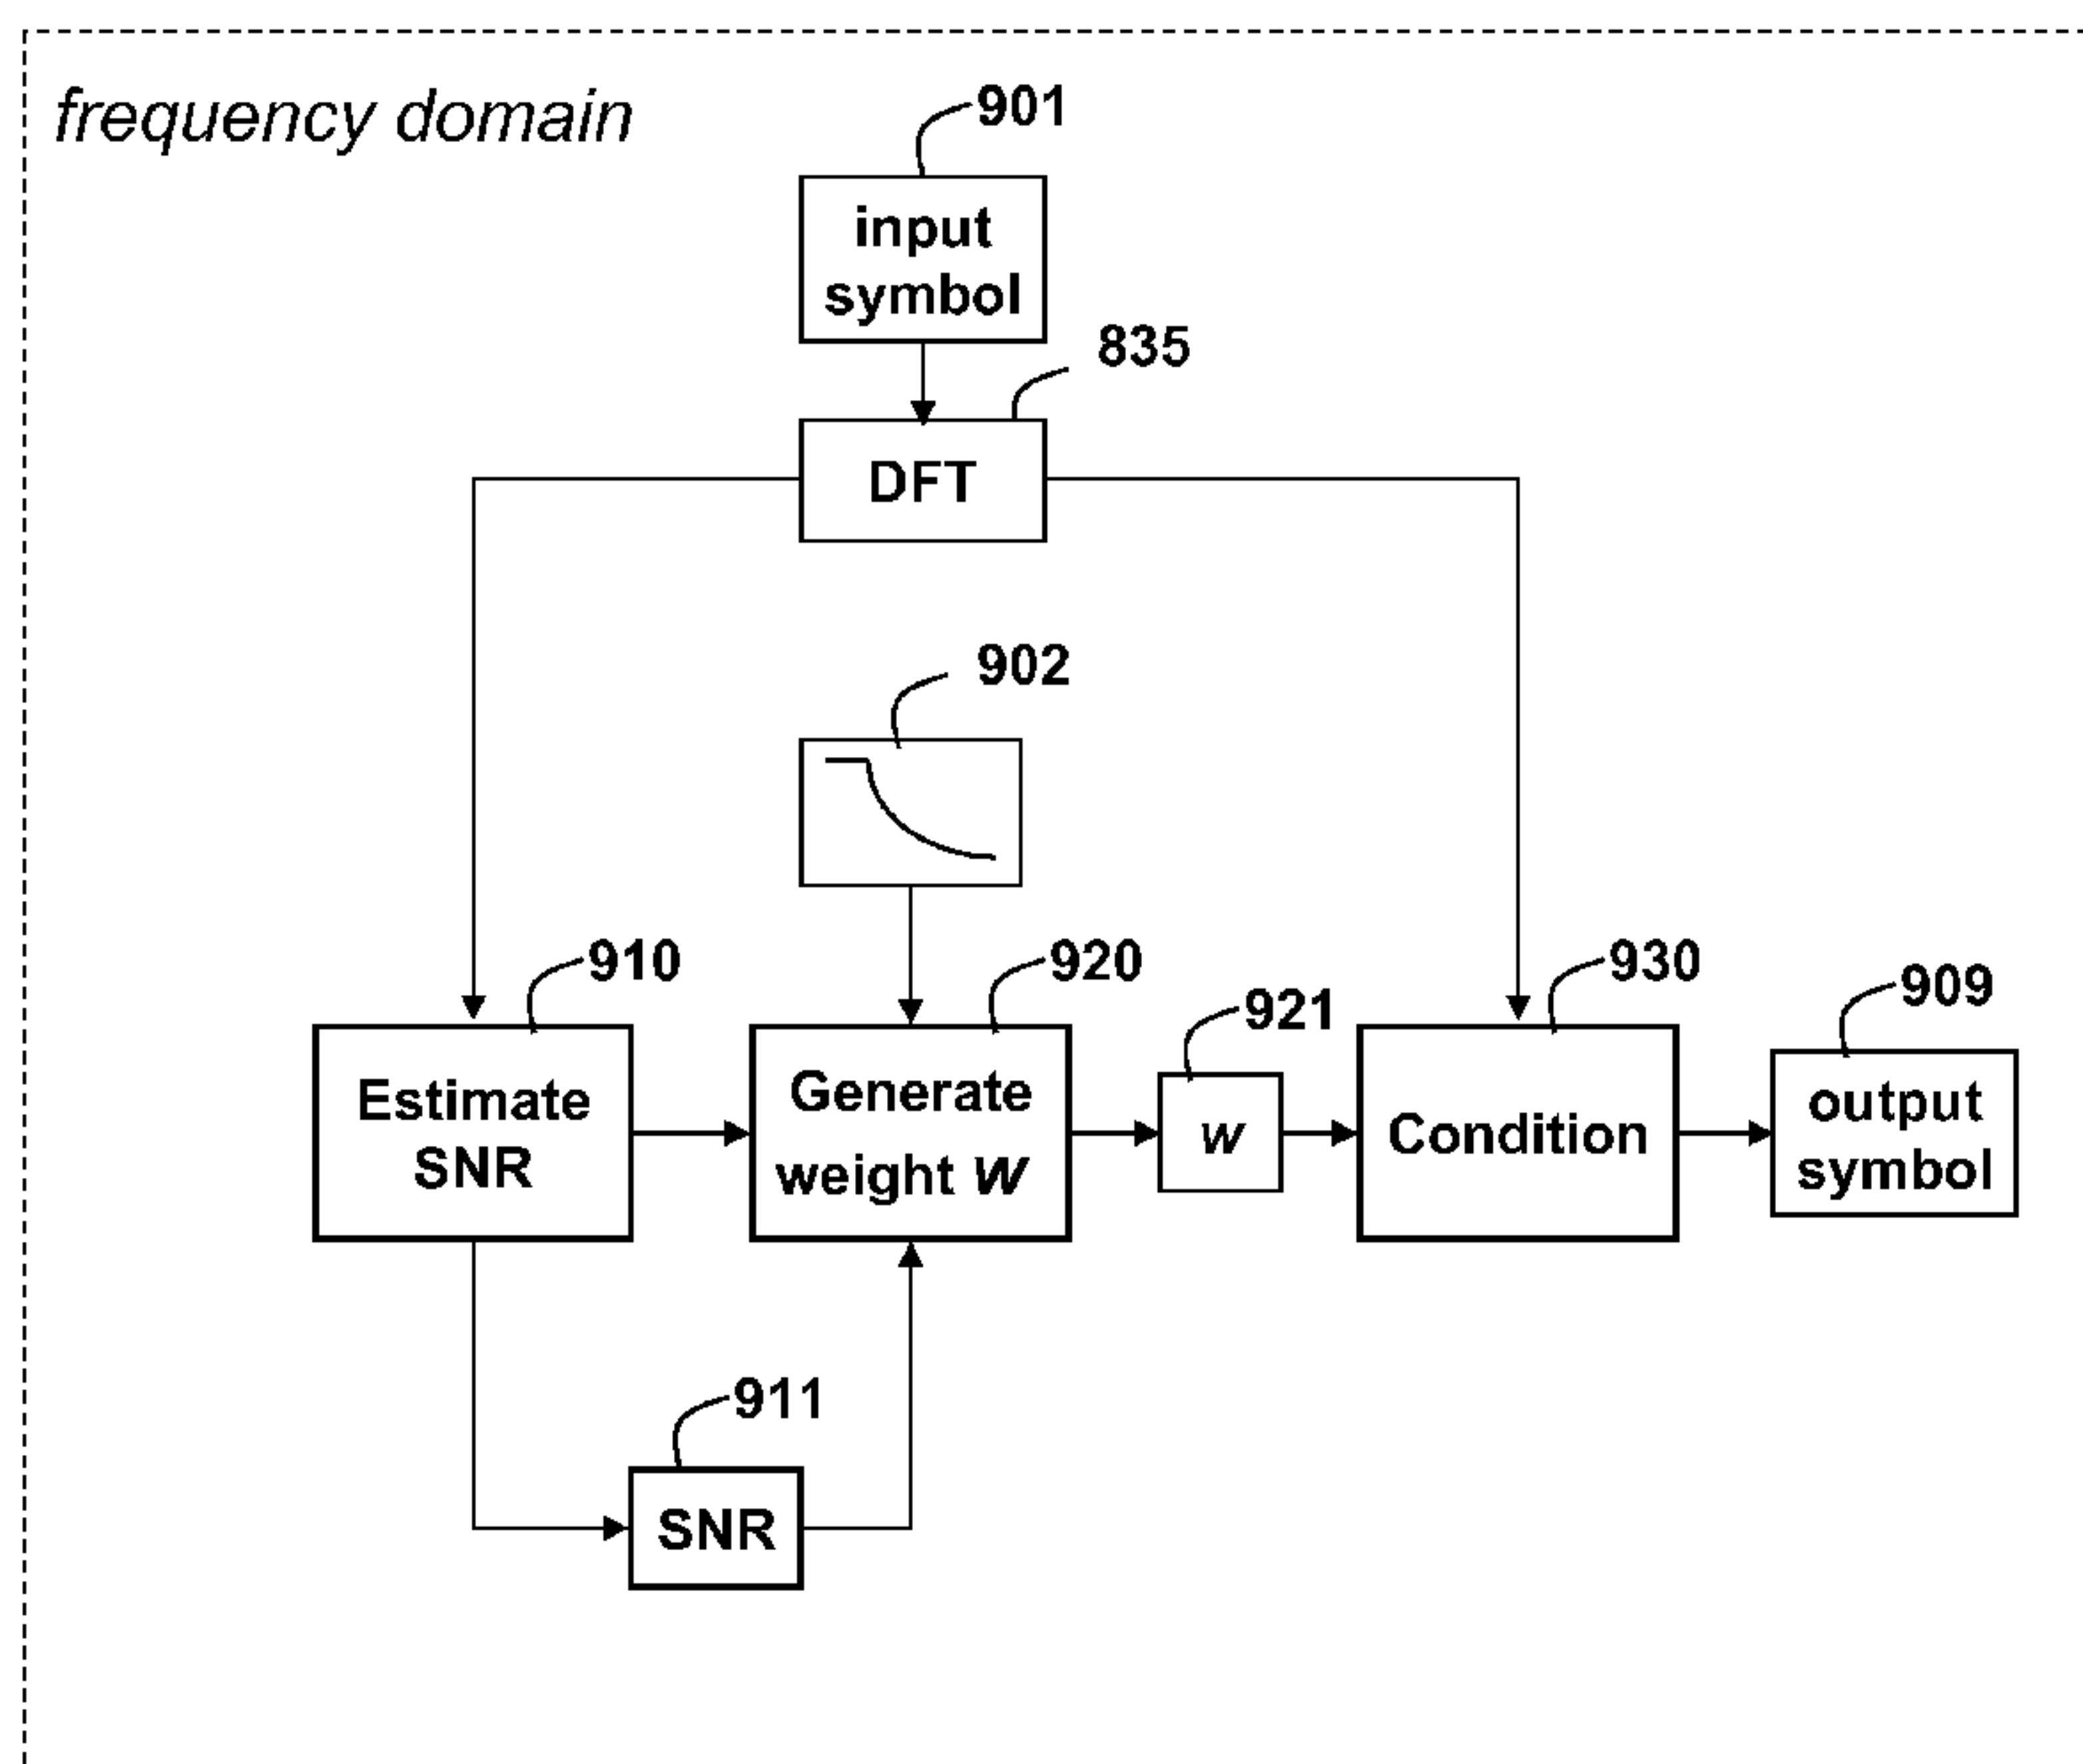 frequency domain
901
input
symbol
835
DFT
902
910
920
930
909
921
Estimate
SNR
Generate
weight W
w
Condition
output
symbol
911
SNR